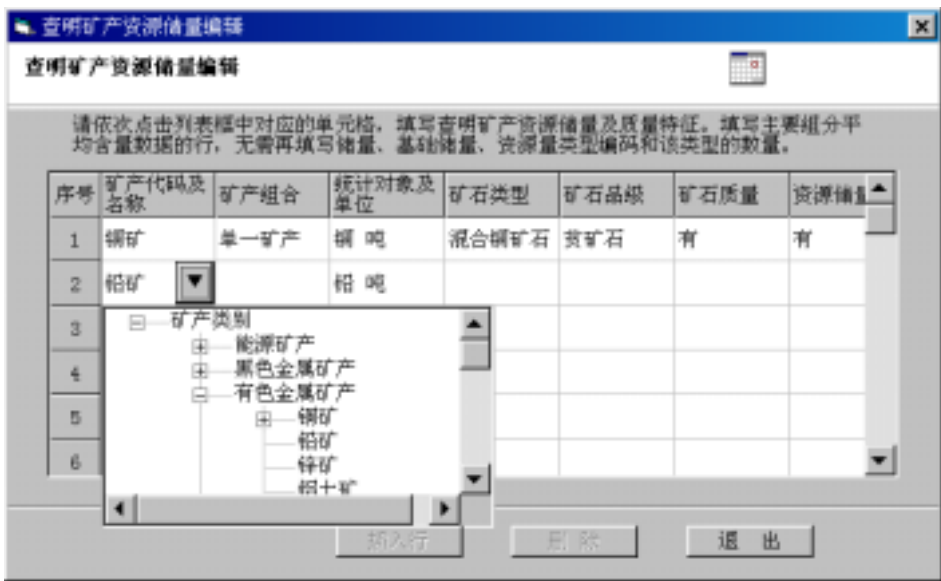 查明矿产资源储量编辑
查明矿产资源储量编辑
请依次点击列表框中对应的单元格，填写查明矿产资源储量及质量特征。填写主要组分平
均含量数据的行，无需再填写储量、基础储量、资源量类型编码和该类型的数量。
序号 矿产代码及名称 矿产组合 统计对象及单位 矿石类型 矿石品级 矿石质量 资源储量
1 铜矿 单一矿产 铜 吨 混合铜矿石 贫矿石 有 有
2 铅矿 铅 吨
3
4
5
6
矿产类别
能源矿产
黑色金属矿产
有色金属矿产
铜矿
铅矿
锌矿
铝土矿
插入行 删 除 退 出